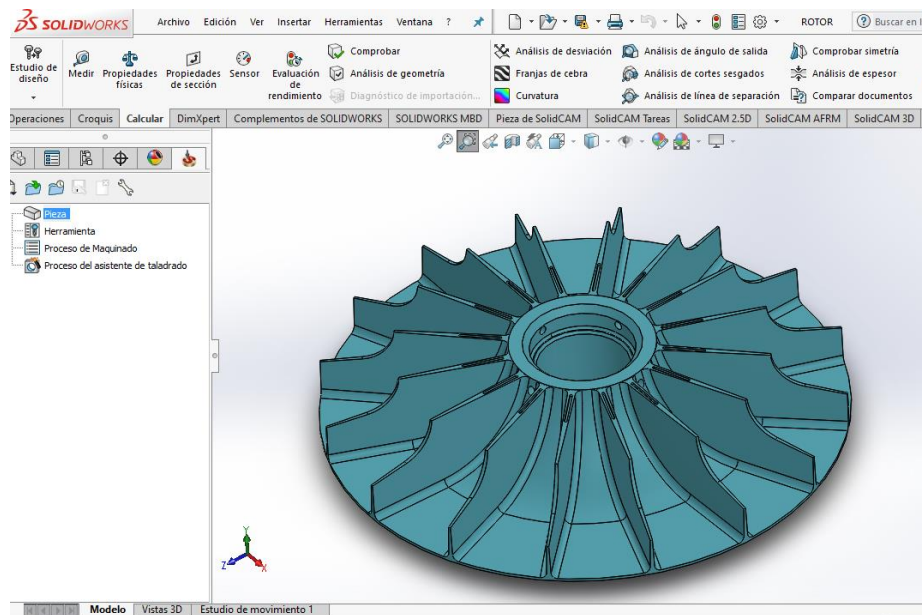 SOLIDWORKS Archivo Edición Ver Insertar Herramientas Ventana ? ROTOR Buscar en
Estudio de diseño
Medir
Propiedades físicas
Propiedades de sección
Sensor
Evaluación de rendimiento
Comprobar
Análisis de geometría
Diagnóstico de importación...
Análisis de desviación
Franjas de cebra
Curvatura
Análisis de ángulo de salida
Análisis de cortes sesgados
Análisis de línea de separación
Comprobar simetría
Análisis de espesor
Comparar documentos
Operaciones Croquis Calcular DimXpert Complementos de SOLIDWORKS SOLIDWORKS MBD Pieza de SolidCAM SolidCAM Tareas SolidCAM 2.5D SolidCAM AFRM SolidCAM 3D
Pieza
Herramienta
Proceso de Maquinado
Proceso del asistente de taladrado
Y
Z X
Modelo Vistas 3D Estudio de movimiento 1